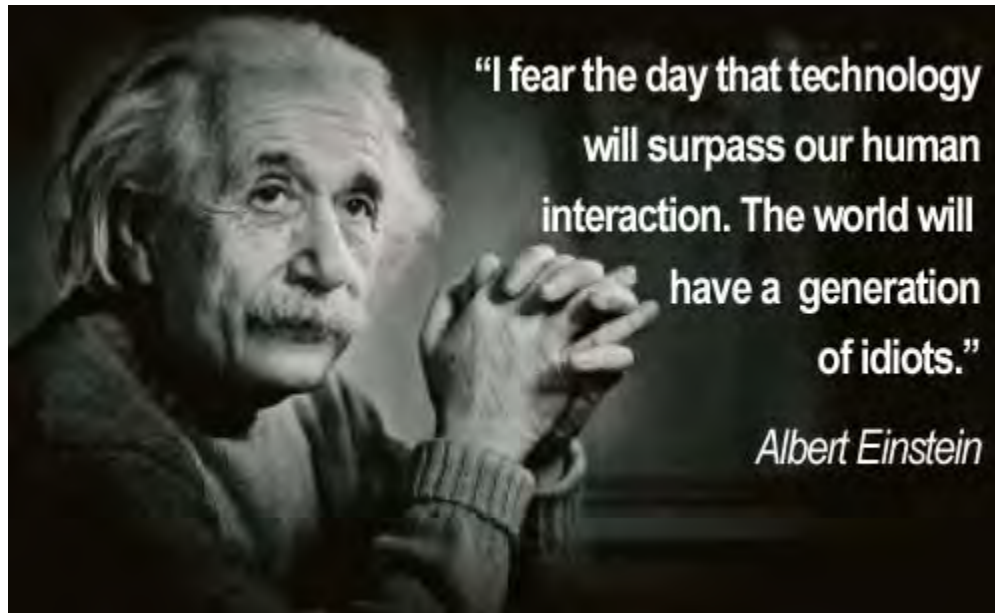 “I fear the day that technology
will surpass our human
interaction. The world will
have a generation
of idiots.”
Albert Einstein